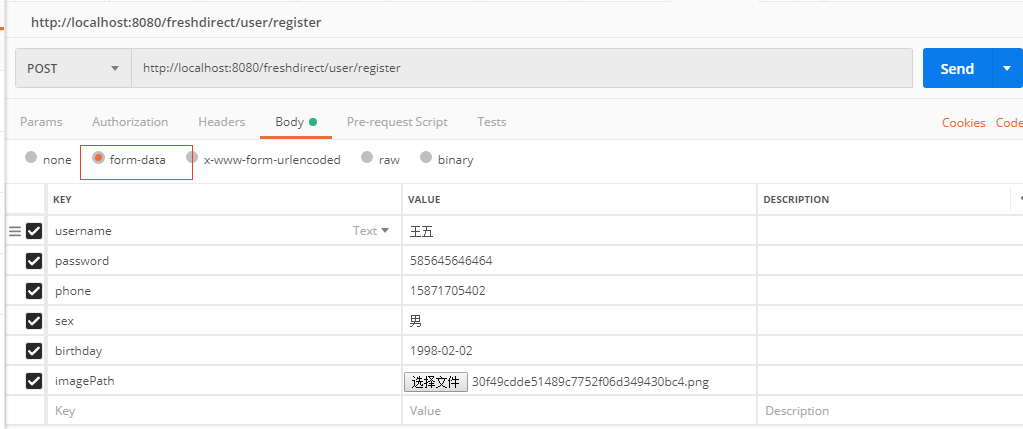 http://localhost:8080/freshdirect/user/register
POST http://localhost:8080/freshdirect/user/register Send
Params Authorization Headers Body Pre-request Script Tests Cookies Code
none form-data x-www-form-urlencoded raw binary
KEY VALUE DESCRIPTION
username Text 王五
password 585645646464
phone 15871705402
sex 男
birthday 1998-02-02
imagePath 选择文件 30f49cdde51489c7752f06d349430bc4.png
Key Value Description